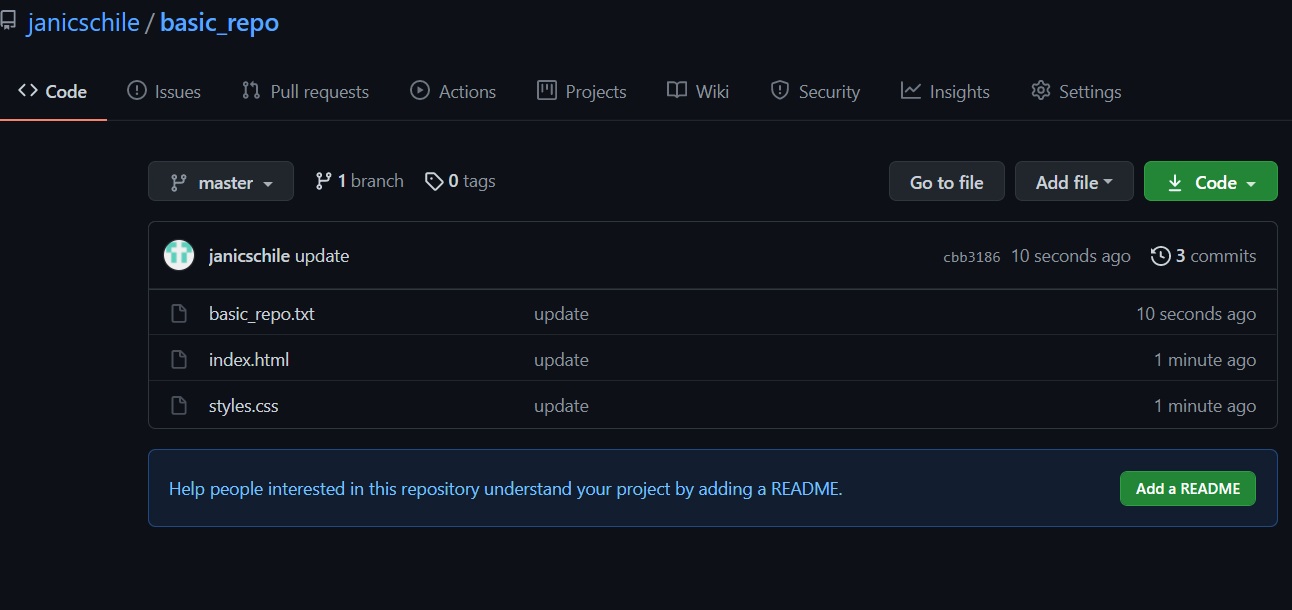 janicschile / basic_repo
Code Issues Pull requests Actions Projects Wiki Security Insights Settings
master 1 branch 0 tags Go to file Add file Code
janicschile update cbb3186 10 seconds ago 3 commits
basic_repo.txt update 10 seconds ago
index.html update 1 minute ago
styles.css update 1 minute ago
Help people interested in this repository understand your project by adding a README. Add a README